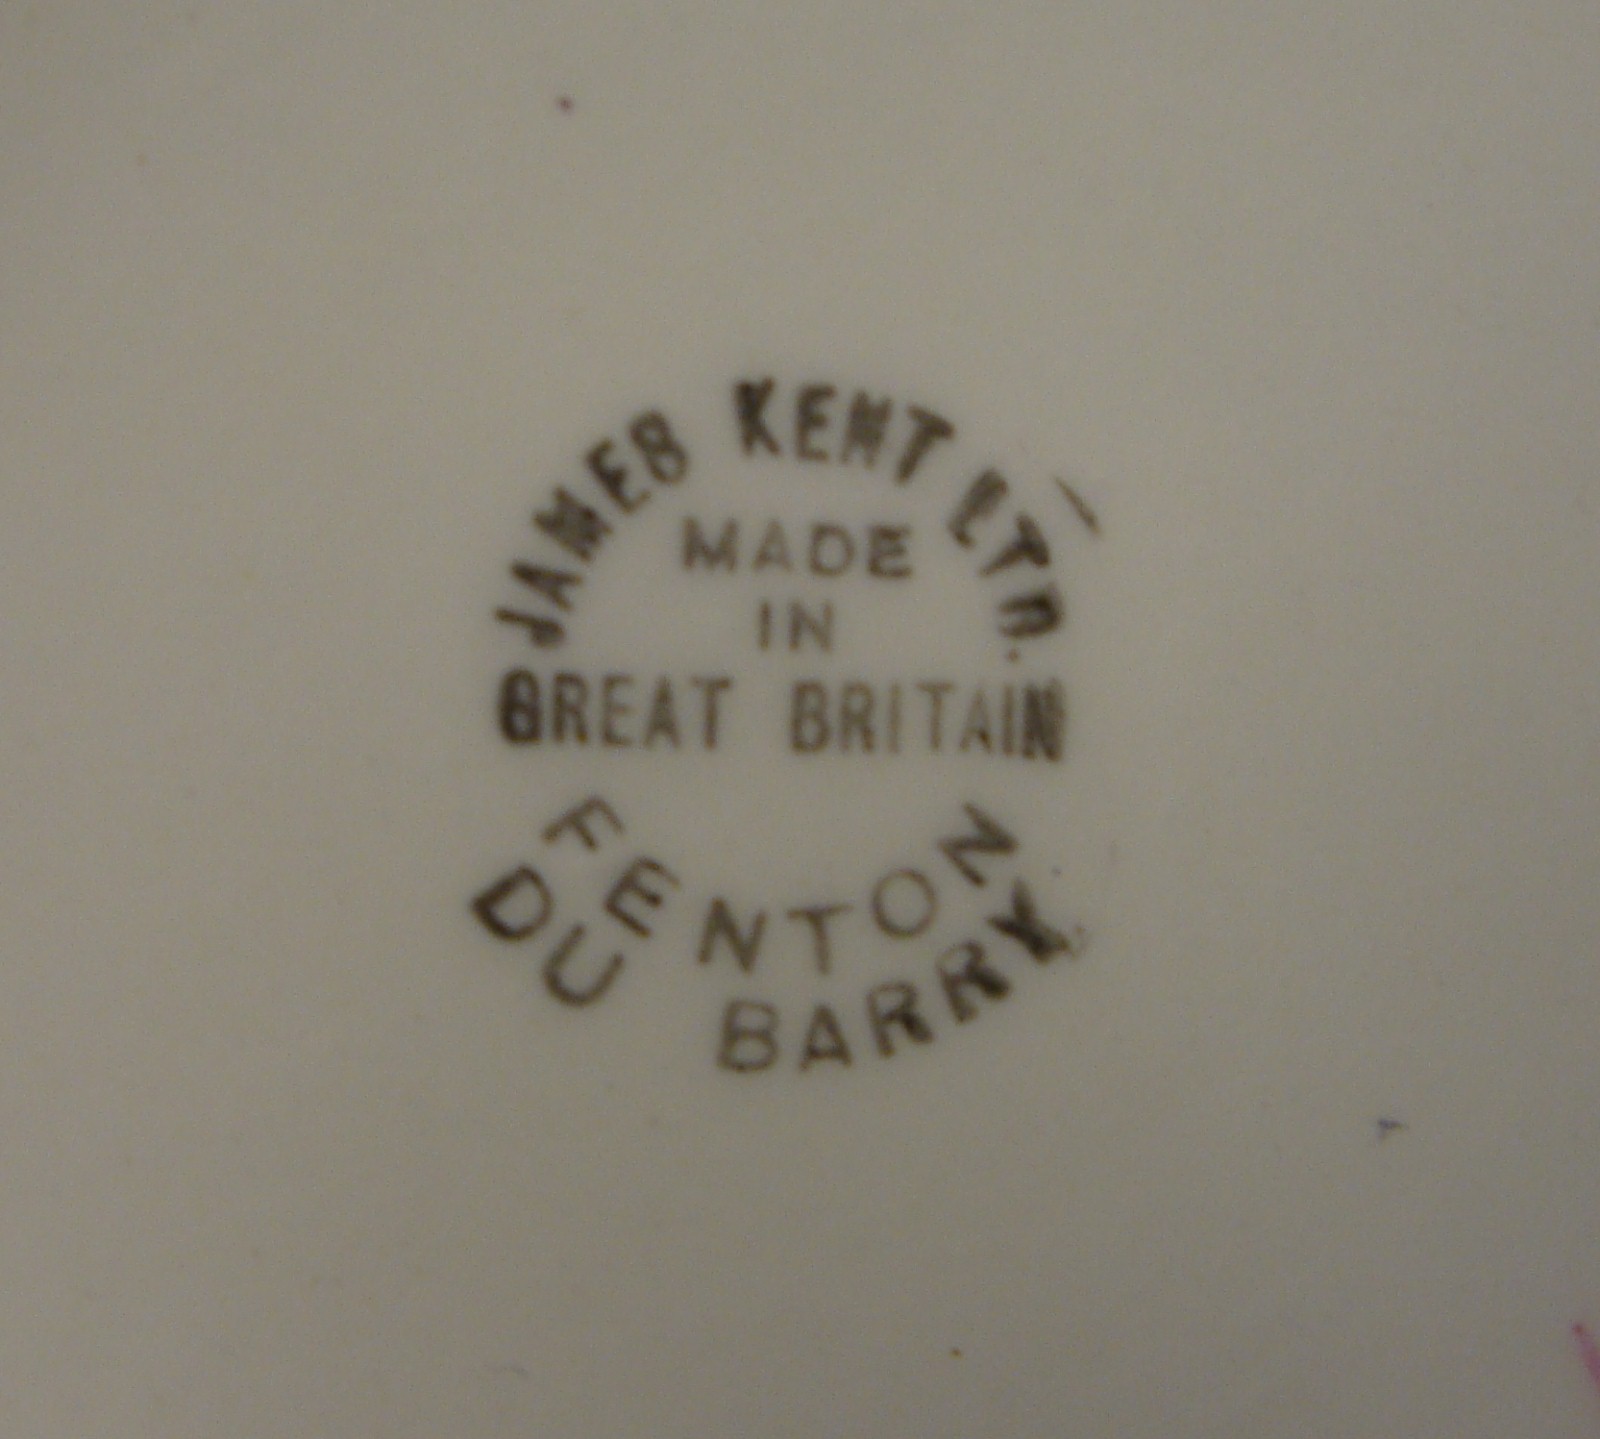 JAMES KENT LTD.
MADE
IN
GREAT BRITAIN
FENTON
DU BARRY